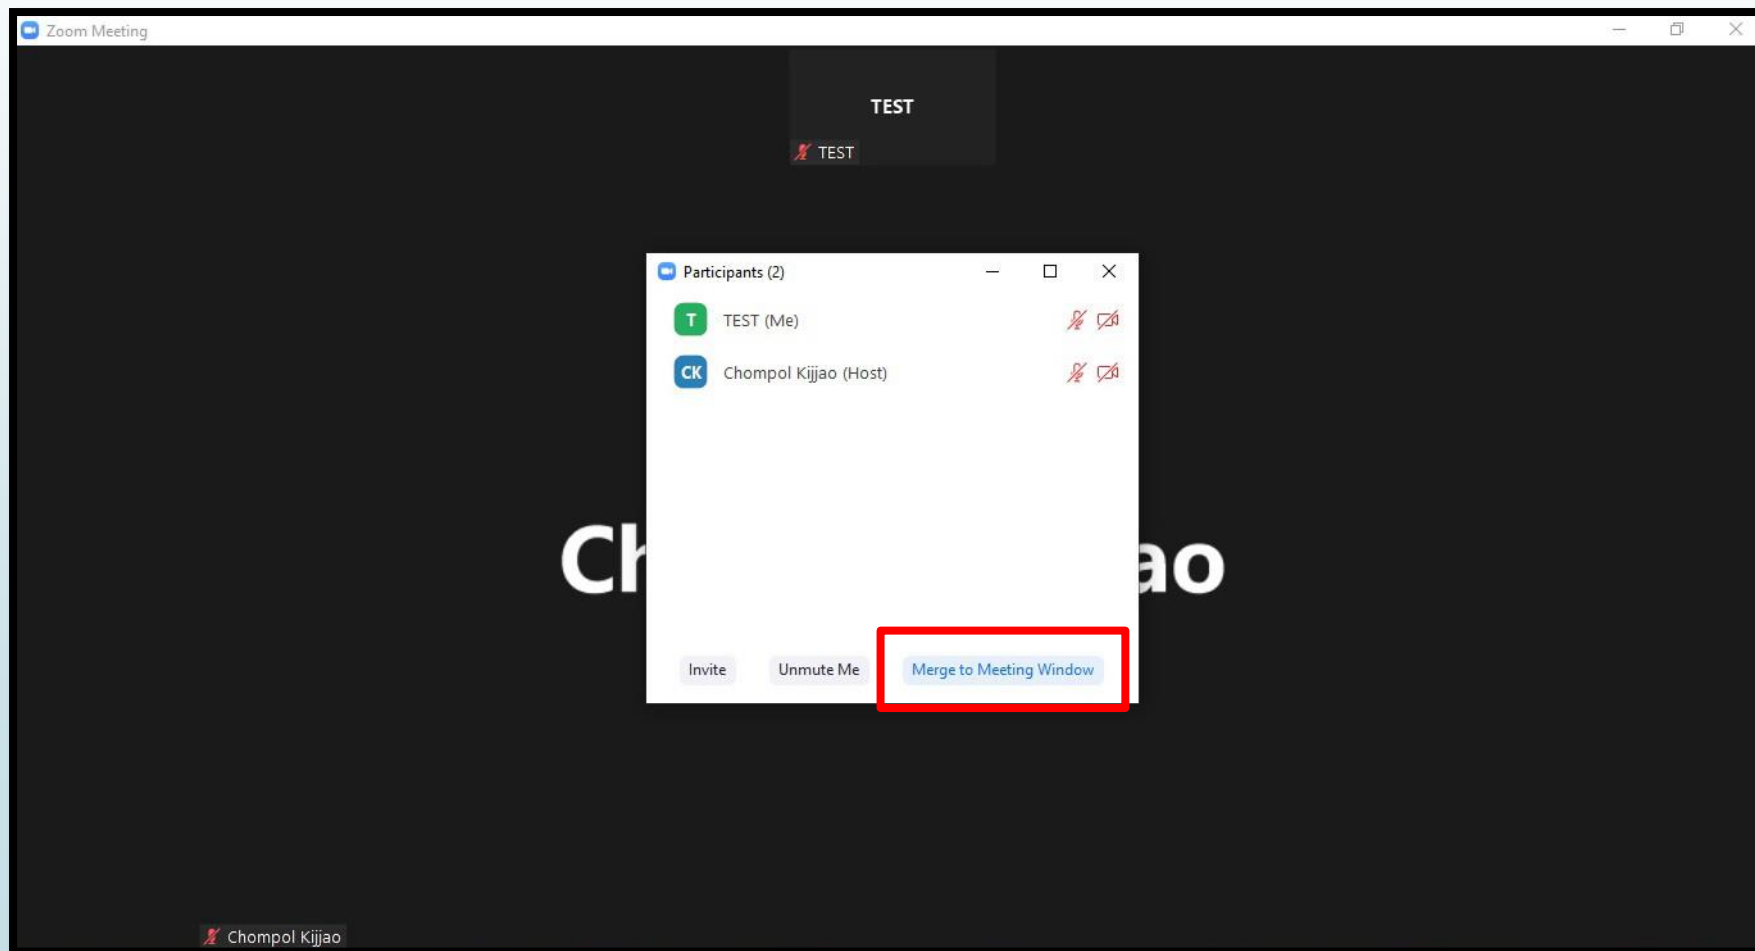 Zoom Meeting
TEST
TEST
Participants (2)
T TEST (Me)
CK Chompol Kijjao (Host)
Ch ao
Invite Unmute Me Merge to Meeting Window
Chompol Kijjao